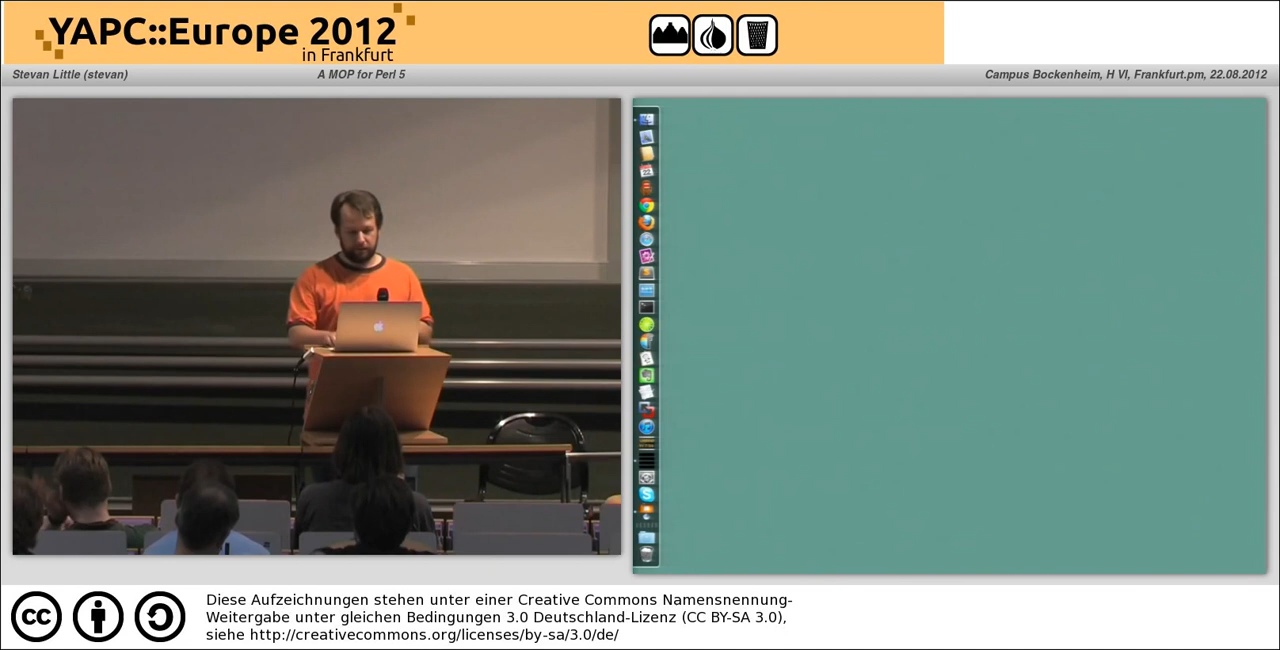 YAPC::Europe 2012
in Frankfurt
Stevan Little (stevan)
A MOP for Perl 5
Campus Bockenheim, H VI, Frankfurt.pm, 22.08.2012
22
cc
Diese Aufzeichnungen stehen unter einer Creative Commons Namensnennung-
Weitergabe unter gleichen Bedingungen 3.0 Deutschland-Lizenz (CC BY-SA 3.0),
siehe http://creativecommons.org/licenses/by-sa/3.0/de/